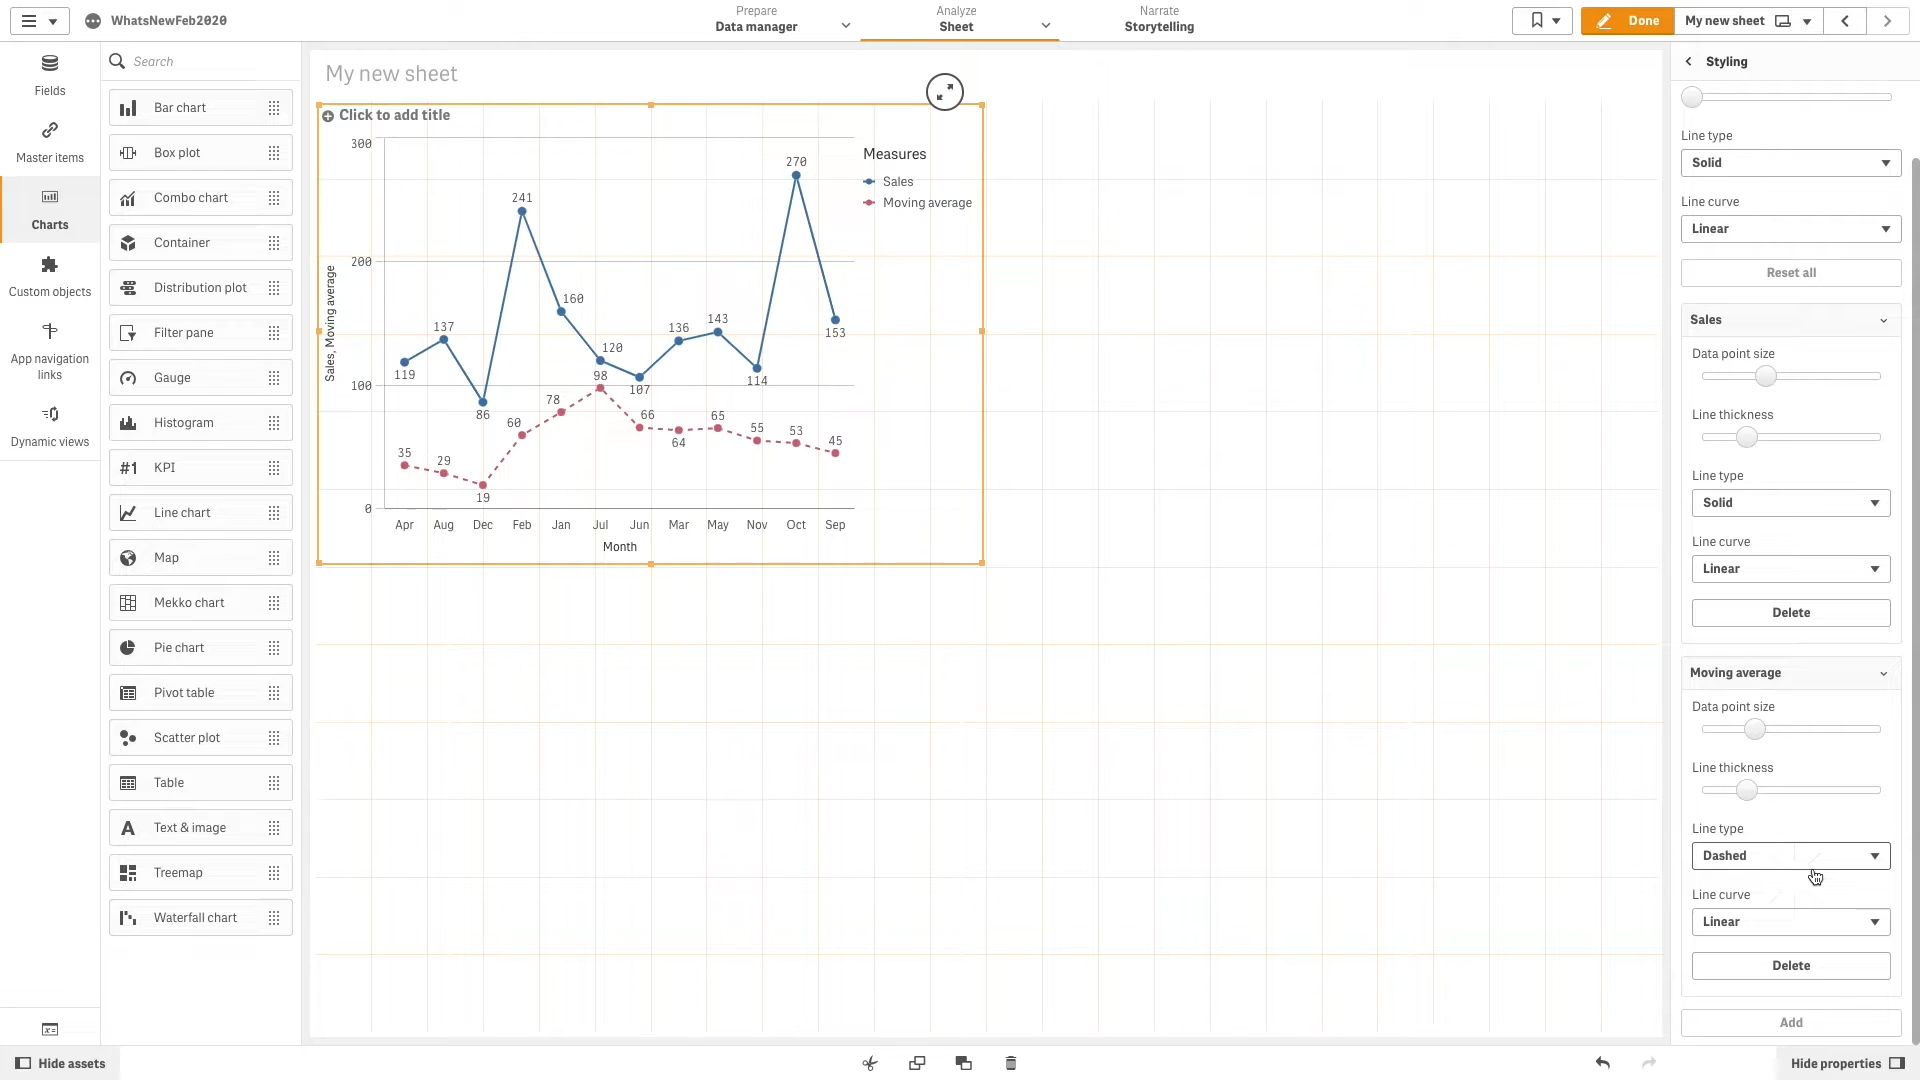 WhatsNewFeb2020
Prepare
Data manager
Analyze
Sheet
Narrate
Storytelling
Done
My new sheet
Fields
Master items
Charts
Custom objects
App navigation
links
Dynamic views
Search
Bar chart
Box plot
Combo chart
Container
Distribution plot
Filter pane
Gauge
Histogram
#1 KPI
Line chart
Map
Mekko chart
Pie chart
Pivot table
Scatter plot
Table
A Text & image
Treemap
Waterfall chart
My new sheet
Click to add title
300
200
100
0
Sales, Moving average
119
137
86
241
160
120
107
136
143
114
270
153
35
29
19
60
78
98
66
64
65
55
53
45
Apr Aug Dec Feb Jan Jul Jun Mar May Nov Oct Sep
Month
Measures
Sales
Moving average
Styling
Line type
Solid
Line curve
Linear
Reset all
Sales
Data point size
Line thickness
Line type
Solid
Line curve
Linear
Delete
Moving average
Data point size
Line thickness
Line type
Dashed
Line curve
Linear
Delete
Add
Hide assets
Hide properties